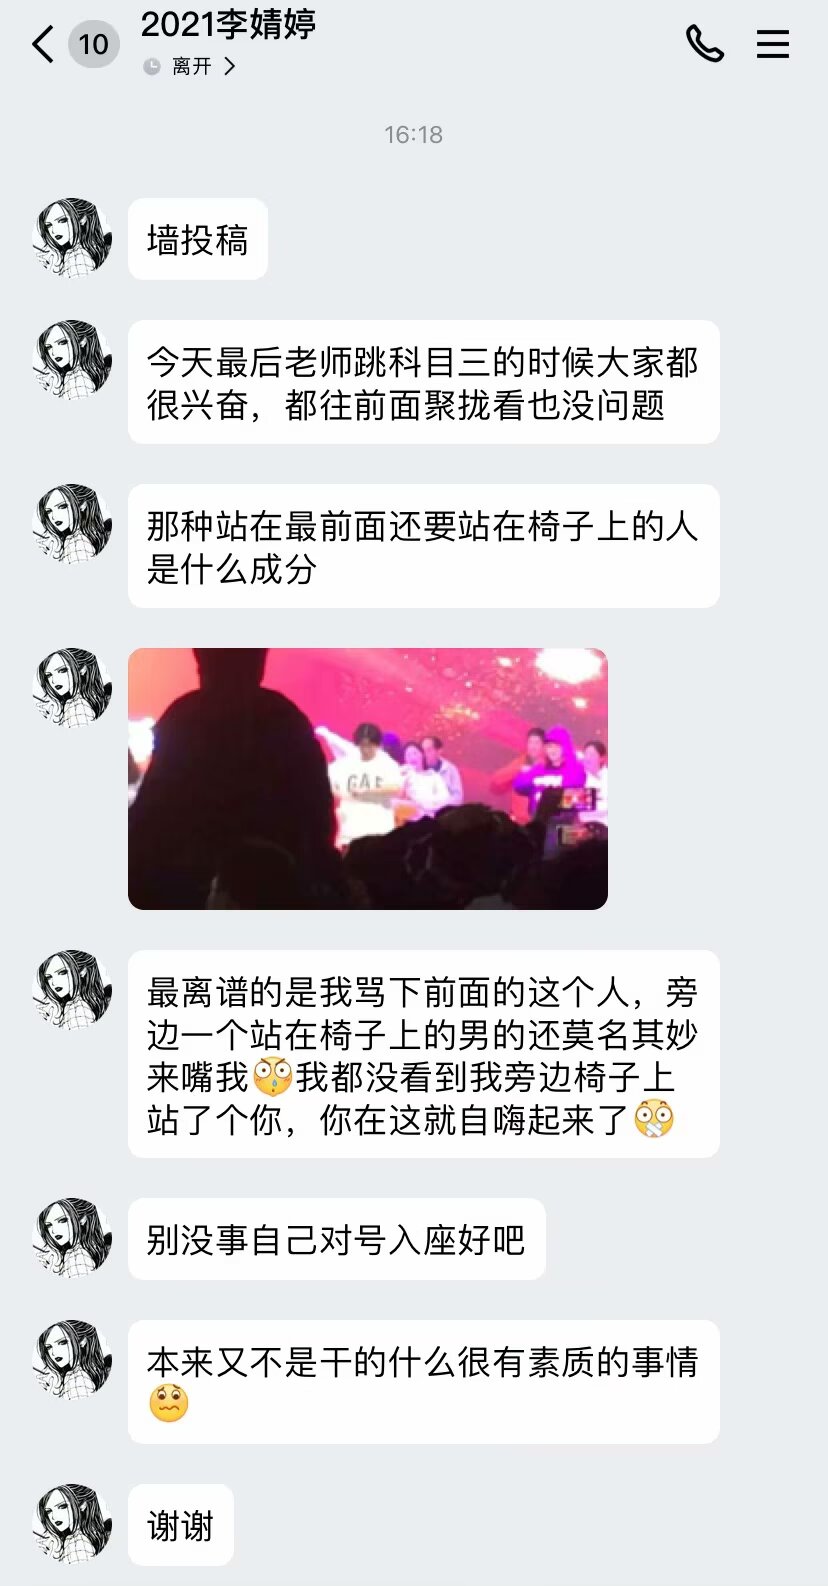 10
2021李婧婷
离开
16:18
墙投稿
今天最后老师跳科目三的时候大家都
很兴奋，都往前面聚拢看也没问题
那种站在最前面还要站在椅子上的人
是什么成分
GAP
最离谱的是我骂下前面的这个人，旁
边一个站在椅子上的男的还莫名其妙
来嘴我我都没看到我旁边椅子上
站了个你，你在这就自嗨起来了
别没事自己对号入座好吧
本来又不是干的什么很有素质的事情
谢谢